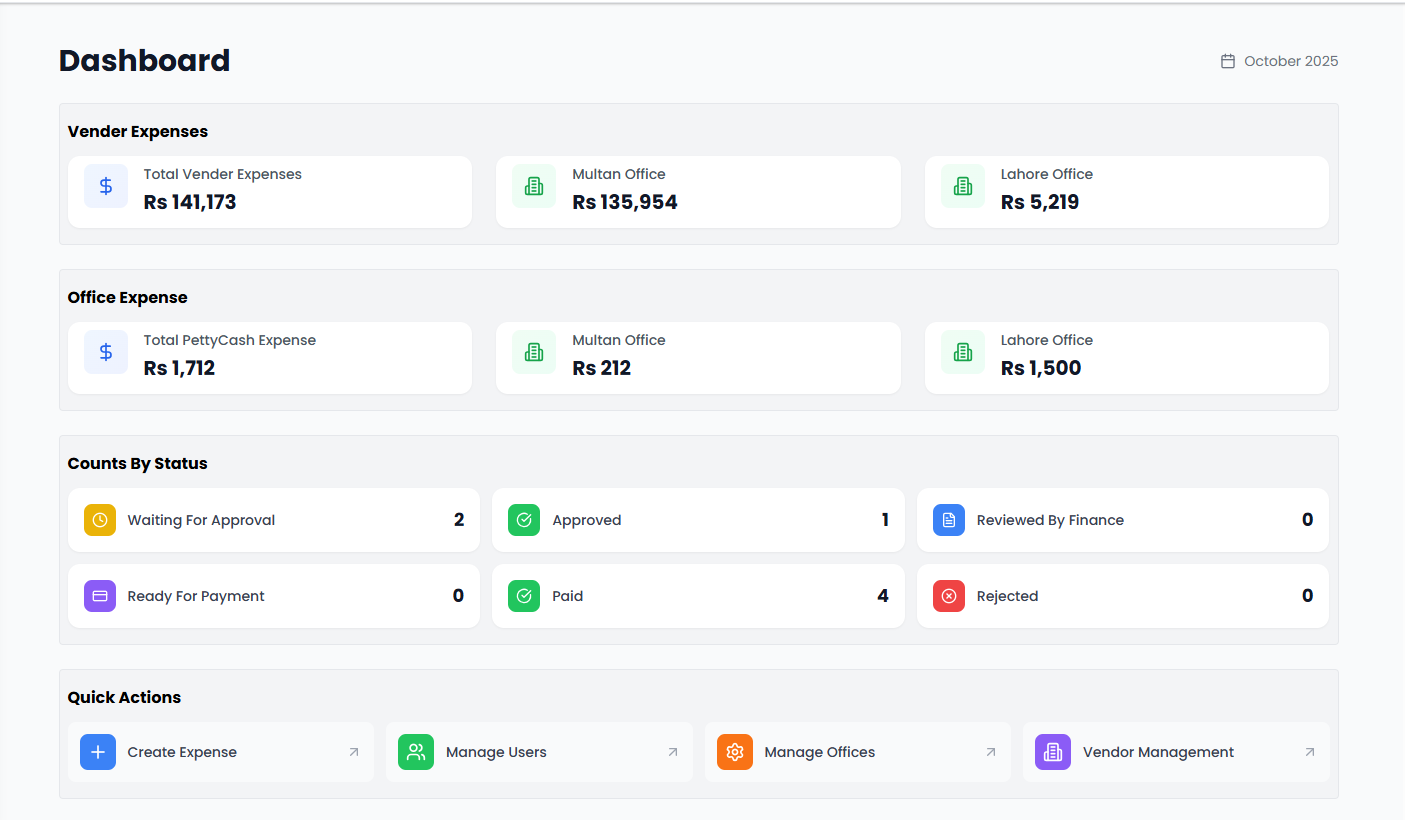 Dashboard
October 2025
Vender Expenses
Total Vender Expenses
Rs 141,173
Multan Office
Rs 135,954
Lahore Office
Rs 5,219
Office Expense
Total PettyCash Expense
Rs 1,712
Multan Office
Rs 212
Lahore Office
Rs 1,500
Counts By Status
Waiting For Approval 2
Approved 1
Reviewed By Finance 0
Ready For Payment 0
Paid 4
Rejected 0
Quick Actions
Create Expense
Manage Users
Manage Offices
Vendor Management